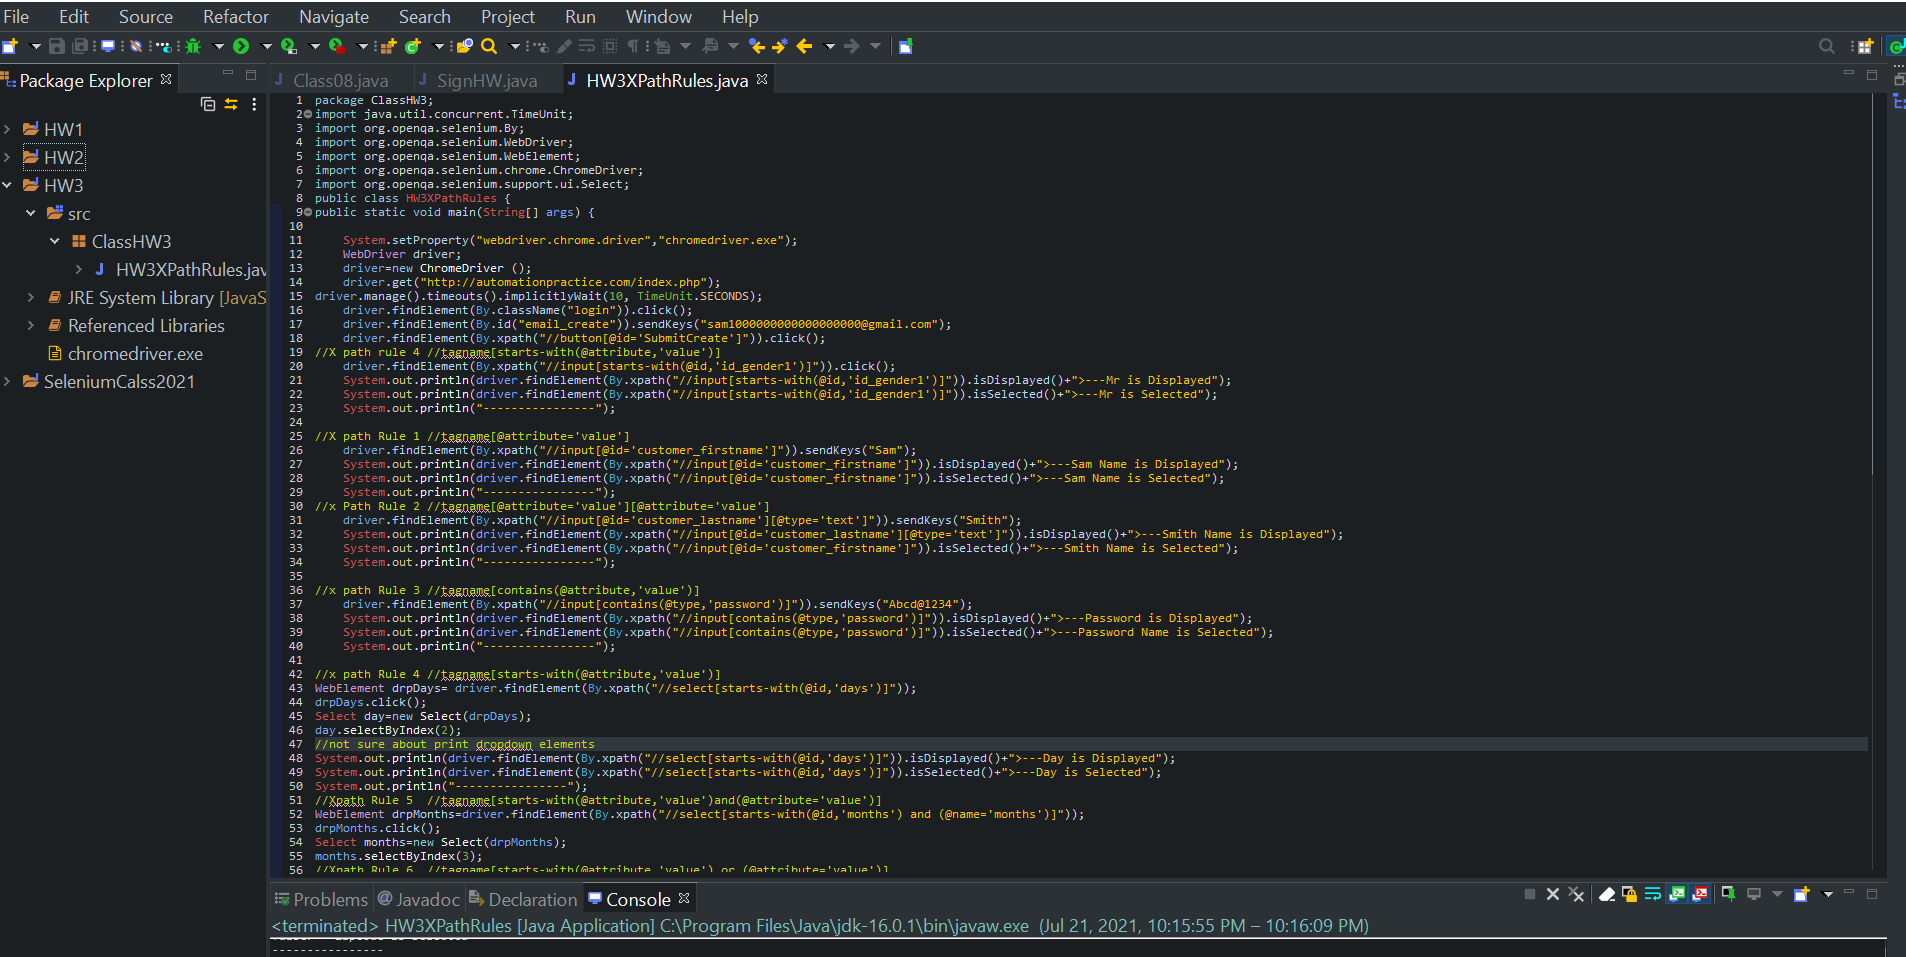 File Edit Source Refactor Navigate Search Project Run Window Help
Package Explorer
HW1
HW2
HW3
src
ClassHW3
HW3XPathRules.jav
JRE System Library [JavaS
Referenced Libraries
chromedriver.exe
SeleniumCalss2021
Class08.java SignHW.java HW3XPathRules.java
1 package ClassHW3;
2 import java.util.concurrent.TimeUnit;
3 import org.openqa.selenium.By;
4 import org.openqa.selenium.WebDriver;
5 import org.openqa.selenium.WebElement;
6 import org.openqa.selenium.chrome.ChromeDriver;
7 import org.openqa.selenium.support.ui.Select;
8 public class HW3XPathRules {
9 public static void main(String[] args) {
10
11 System.setProperty("webdriver.chrome.driver","chromedriver.exe");
12 WebDriver driver;
13 driver=new ChromeDriver ();
14 driver.get("http://automationpractice.com/index.php");
15 driver.manage().timeouts().implicitlyWait(10, TimeUnit.SECONDS);
16 driver.findElement(By.className("login")).click();
17 driver.findElement(By.id("email_create")).sendKeys("sam1000000000000000000@gmail.com");
18 driver.findElement(By.xpath("//button[@id='SubmitCreate']")).click();
19 //X path rule 4 //tagname[starts-with(@attribute,'value')]
20 driver.findElement(By.xpath("//input[starts-with(@id,'id_gender1')]")).click();
21 System.out.println(driver.findElement(By.xpath("//input[starts-with(@id,'id_gender1')]")).isDisplayed()+">---Mr is Displayed");
22 System.out.println(driver.findElement(By.xpath("//input[starts-with(@id,'id_gender1')]")).isSelected()+">---Mr is Selected");
23 System.out.println("----------------");
24
25 //X path Rule 1 //tagname[@attribute='value']
26 driver.findElement(By.xpath("//input[@id='customer_firstname']")).sendKeys("Sam");
27 System.out.println(driver.findElement(By.xpath("//input[@id='customer_firstname']")).isDisplayed()+">---Sam Name is Displayed");
28 System.out.println(driver.findElement(By.xpath("//input[@id='customer_firstname']")).isSelected()+">---Sam Name is Selected");
29 System.out.println("----------------");
30 //x Path Rule 2 //tagname[@attribute='value'][@attribute='value']
31 driver.findElement(By.xpath("//input[@id='customer_lastname'][@type='text']")).sendKeys("Smith");
32 System.out.println(driver.findElement(By.xpath("//input[@id='customer_lastname'][@type='text']")).isDisplayed()+">---Smith Name is Displayed");
33 System.out.println(driver.findElement(By.xpath("//input[@id='customer_firstname']")).isSelected()+">---Smith Name is Selected");
34 System.out.println("----------------");
35
36 //x path Rule 3 //tagname[contains(@attribute,'value')]
37 driver.findElement(By.xpath("//input[contains(@type,'password')]")).sendKeys("Abcd@1234");
38 System.out.println(driver.findElement(By.xpath("//input[contains(@type,'password')]")).isDisplayed()+">---Password is Displayed");
39 System.out.println(driver.findElement(By.xpath("//input[contains(@type,'password')]")).isSelected()+">---Password Name is Selected");
40 System.out.println("----------------");
41
42 //x path Rule 4 //tagname[starts-with(@attribute,'value')]
43 WebElement drpDays= driver.findElement(By.xpath("//select[starts-with(@id,'days')]"));
44 drpDays.click();
45 Select day=new Select(drpDays);
46 day.selectByIndex(2);
47 //not sure about print dropdown elements
48 System.out.println(driver.findElement(By.xpath("//select[starts-with(@id,'days')]")).isDisplayed()+">---Day is Displayed");
49 System.out.println(driver.findElement(By.xpath("//select[starts-with(@id,'days')]")).isSelected()+">---Day is Selected");
50 System.out.println("----------------");
51 //Xpath Rule 5 //tagname[starts-with(@attribute,'value')and(@attribute='value')]
52 WebElement drpMonths=driver.findElement(By.xpath("//select[starts-with(@id,'months') and (@name='months')]"));
53 drpMonths.click();
54 Select months=new Select(drpMonths);
55 months.selectByIndex(3);
56 //Xpath Rule 6 //tagname[starts-with(@attribute,'value') or (@attribute='value')]
Problems @ Javadoc Declaration Console
<terminated> HW3XPathRules [Java Application] C:\Program Files\Java\jdk-16.0.1\bin\javaw.exe (Jul 21, 2021, 10:15:55 PM – 10:16:09 PM)
----------------